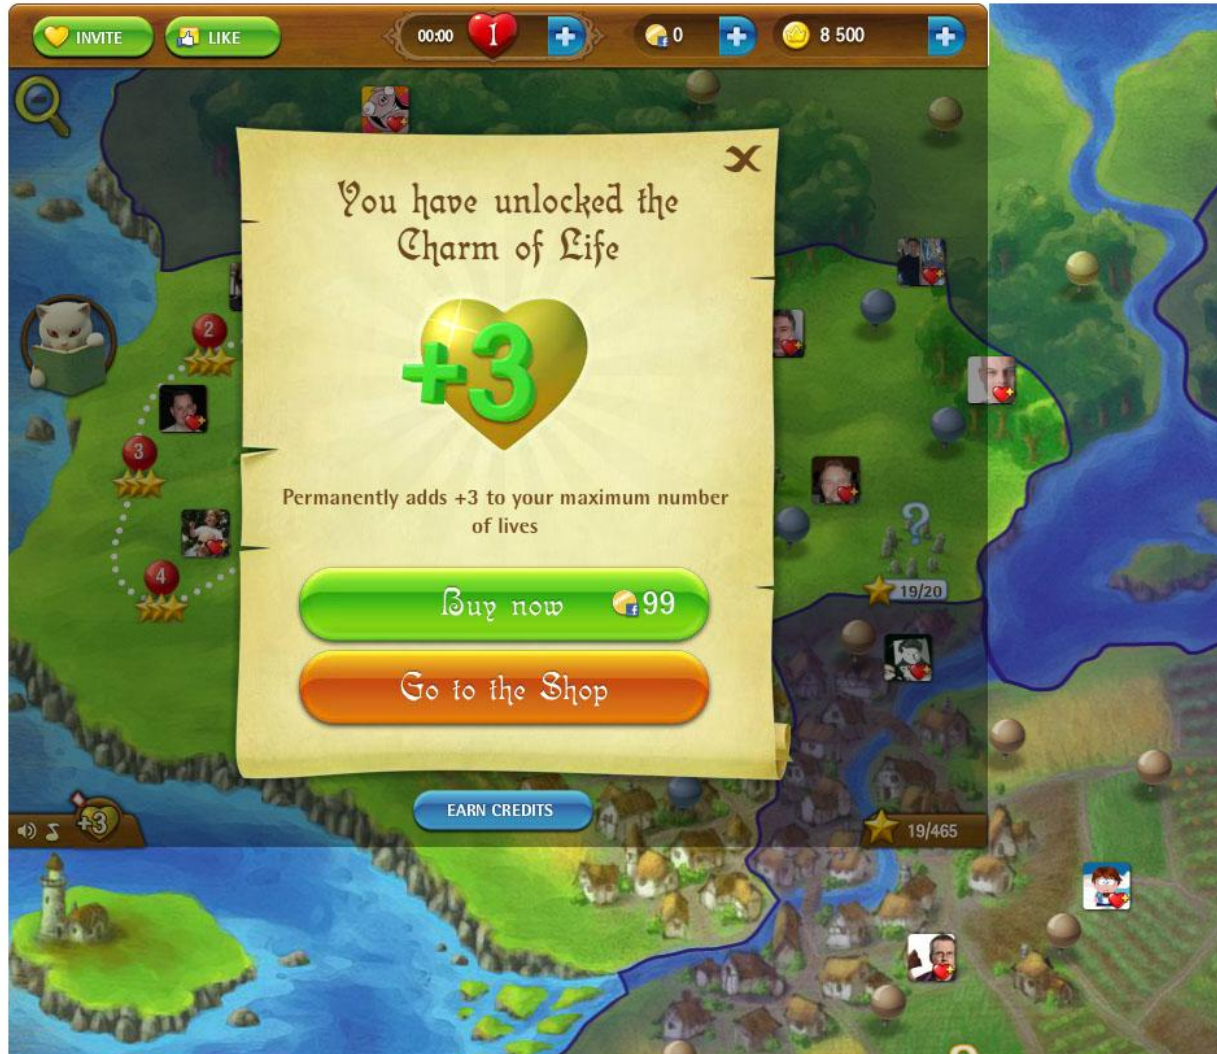 INVITE
LIKE
00:00
1
0
8 500
You have unlocked the
Charm of Life
+3
Permanently adds +3 to your maximum number
of lives
Buy now 99
Go to the Shop
EARN CREDITS
2
3
4
?
19/20
+3
19/465